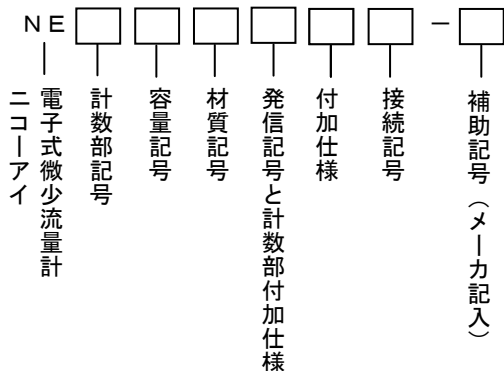 NE □ □ □ □ □ □ － □
ニコーアイ
電子式微少流量計
計数部記号
容量記号
材質記号
発信記号と計数部付加仕様
付加仕様
接続記号
補助記号（メーカ記入）